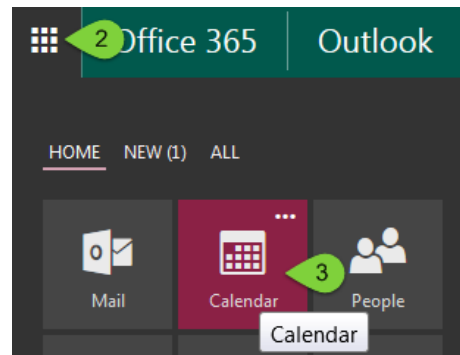 2 Office 365 Outlook
HOME NEW (1) ALL
o
Mail Calendar 3 People
Calendar